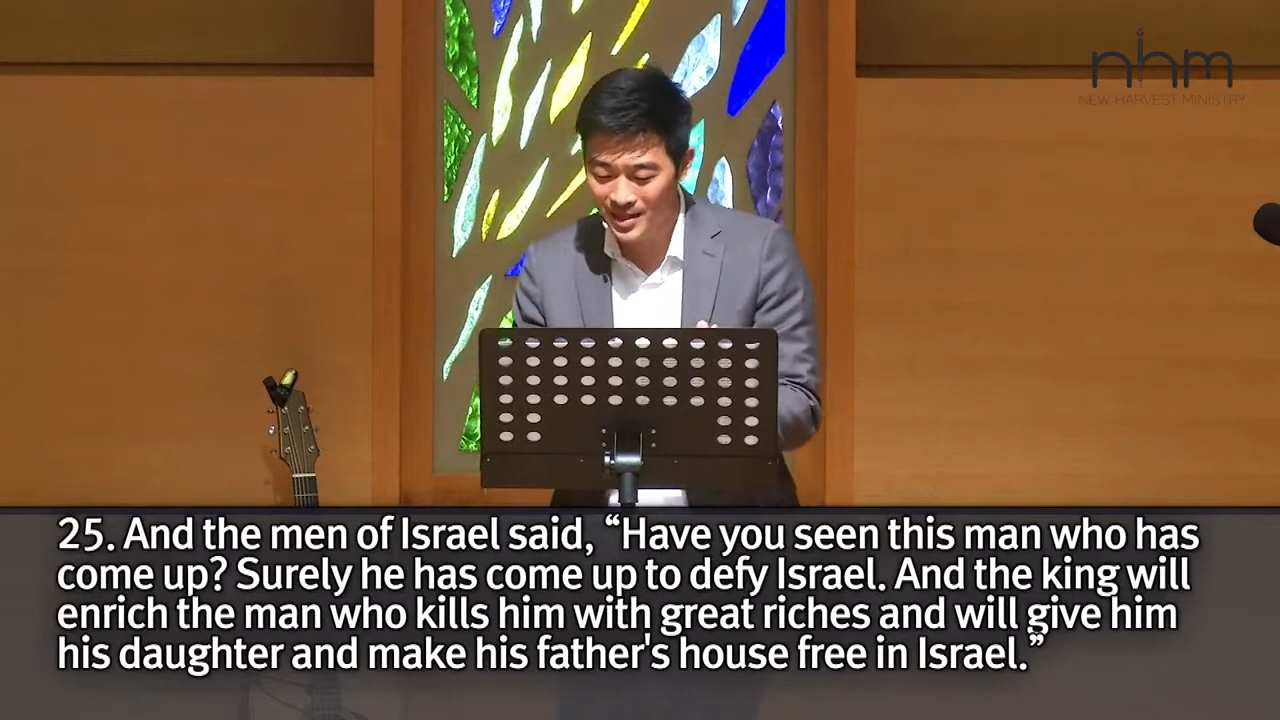 nhm
NEW HARVEST MINISTRY
25. And the men of Israel said, “Have you seen this man who has
come up? Surely he has come up to defy Israel. And the king will
enrich the man who kills him with great riches and will give him
his daughter and make his father's house free in Israel.”